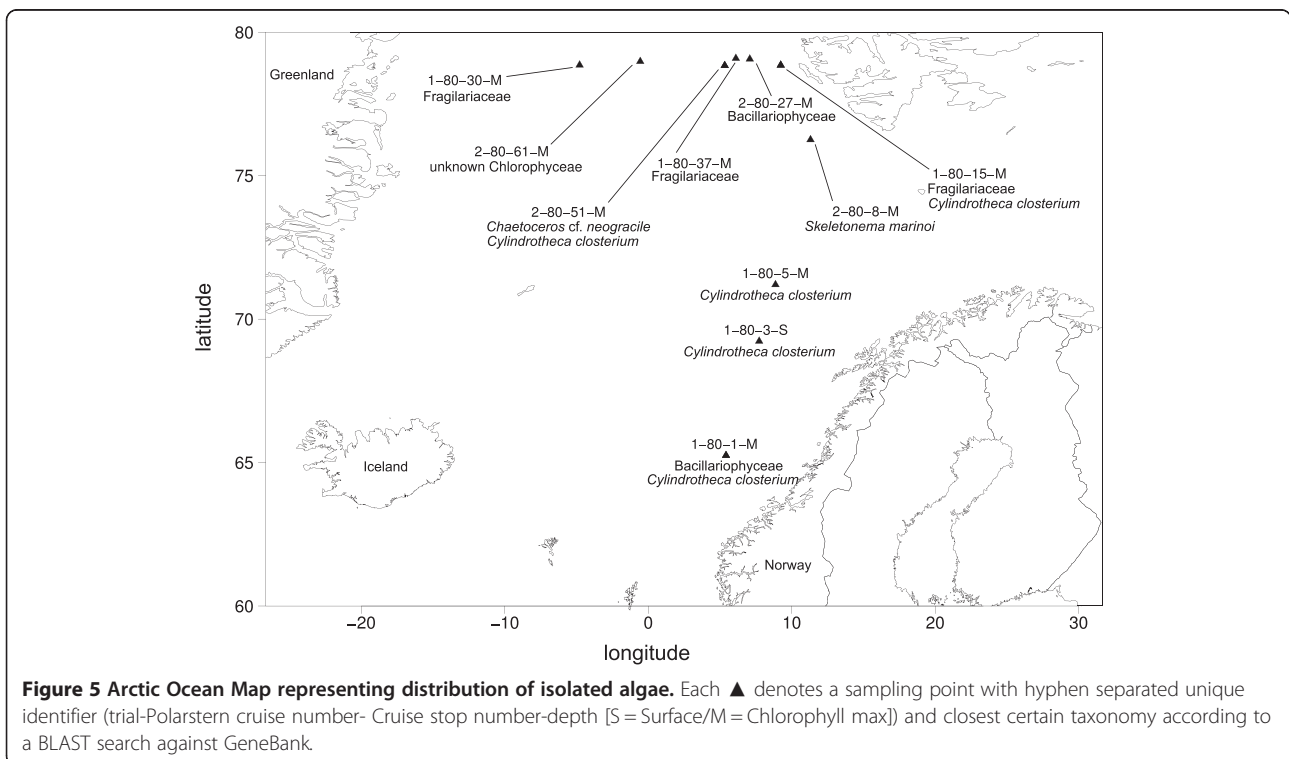 80
Greenland
1–80–30–M
Fragilariaceae
2–80–27–M
Bacillariophyceae
2–80–61–M
unknown Chlorophyceae
1–80–37–M
Fragilariaceae
75
1–80–15–M
Fragilariaceae
Cylindrotheca closterium
2–80–51–M
Chaetoceros cf. neogracile
Cylindrotheca closterium
2–80–8–M
Skeletonema marinoi
1–80–5–M
Cylindrotheca closterium
latitude
70
1–80–3–S
Cylindrotheca closterium
65
Iceland
1–80–1–M
Bacillariophyceae
Cylindrotheca closterium
Norway
60
−20 −10 0 10 20 30
longitude
Figure 5 Arctic Ocean Map representing distribution of isolated algae. Each ▲ denotes a sampling point with hyphen separated unique
identifier (trial-Polarstern cruise number- Cruise stop number-depth [S = Surface/M = Chlorophyll max]) and closest certain taxonomy according to
a BLAST search against GeneBank.